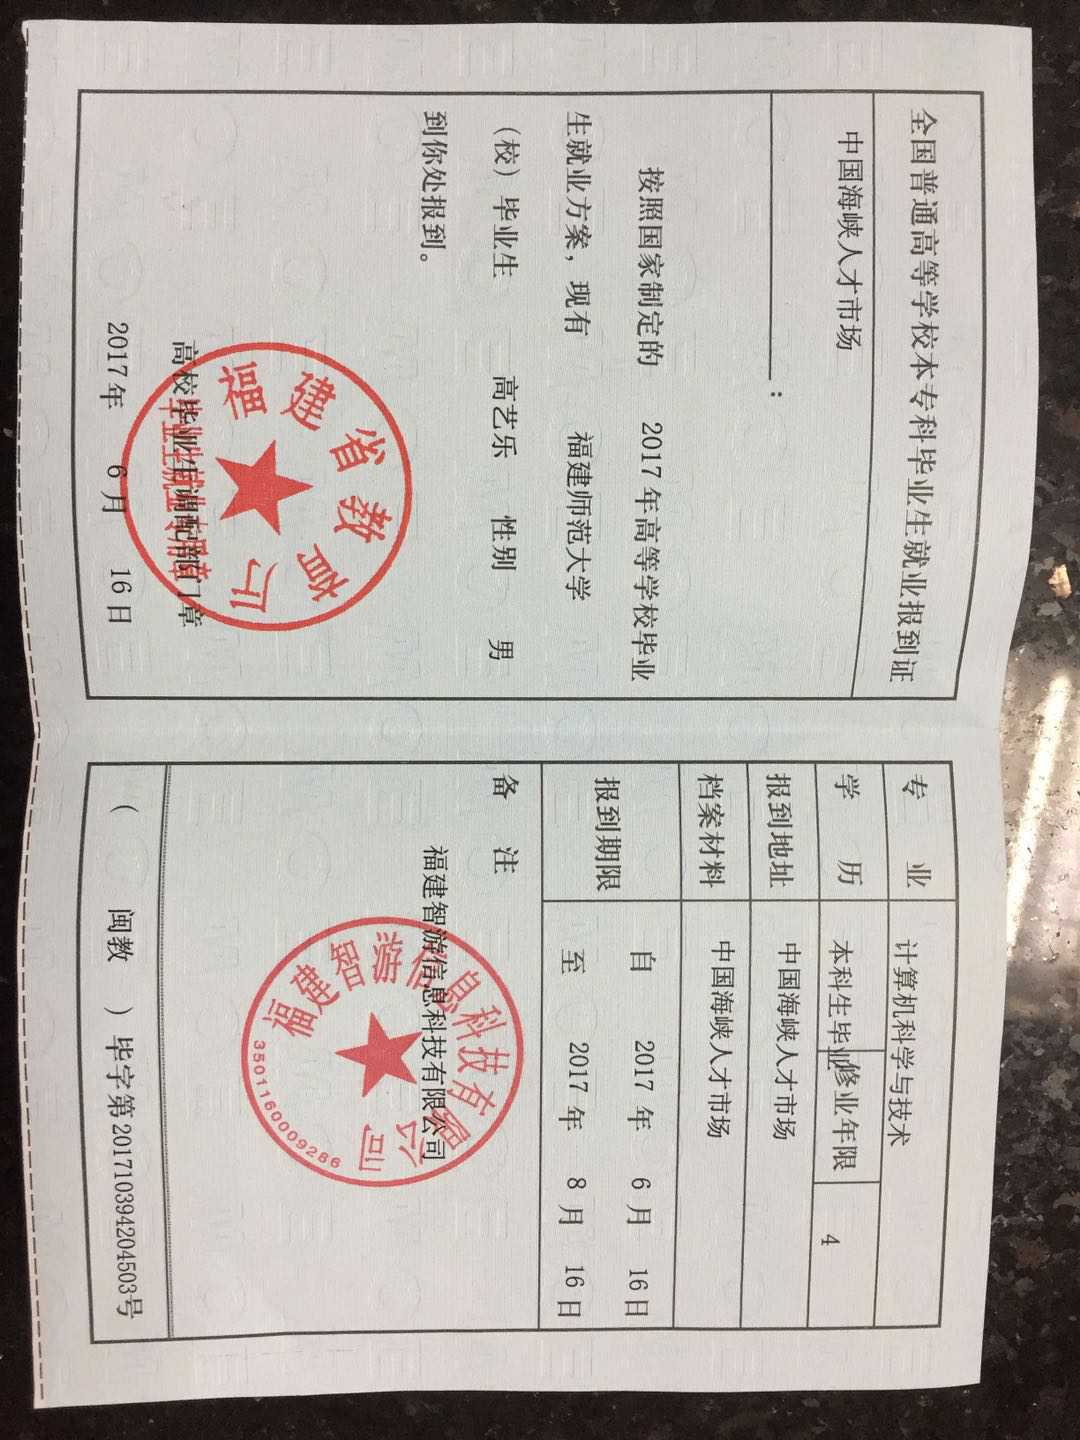 全国普通高等学校本专科毕业生就业报到证
中国海峡人才市场
：
按照国家制定的 2017年高等学校毕业
生就业方案，现有 福建师范大学
（校）毕业生 高艺乐 性别 男
到你处报到。
福建省教育厅
毕业生就业专用章
高校毕业生调配部门章
2017年 6月 16日
专 业 计算机科学与技术
学 历 本科生毕业 修业年限 4
报到地址 中国海峡人才市场
档案材料 中国海峡人才市场
报到期限 自 2017 年 6 月 16日
至 2017 年 8 月 16日
备 注
福建智游信息科技有限公司
福建智游信息科技有限公司
3501160009286
（ 闽教 ）毕字第201710394204503号